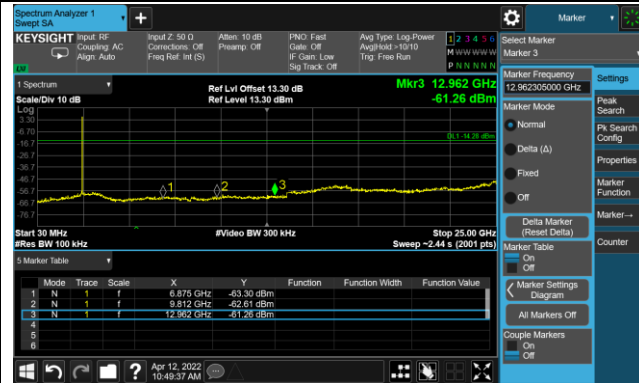 Spectrum Analyzer 1
Swept SA
Marker
KEYSIGHT
Input: RF
Coupling: AC
Align: Auto
Input Z: 50 Ω
Corrections: Off
Freq Ref: Int (S)
Atten: 10 dB
Preamp: Off
PNO: Fast
Gate: Off
IF Gain: Low
Sig Track: Off
Avg Type: Log-Power
Avg|Hold:>10/10
Trig: Free Run
1 2 3 4 5 6
M W W W W W
P N N N N N
Select Marker
Marker 3
1 Spectrum
Scale/Div 10 dB
Ref Lvl Offset 13.30 dB
Ref Level 13.30 dBm
Mkr3 12.962 GHz
-61.26 dBm
Log
3.30
-6.70
-16.7
-26.7
-36.7
-46.7
-56.7
-66.7
-76.7
DL1 -14.26 dBm
1
2
3
Start 30 MHz
#Res BW 100 kHz
#Video BW 300 kHz
Stop 25.00 GHz
Sweep ~2.44 s (2001 pts)
5 Marker Table
Mode Trace Scale X Y Function Function Width Function Value
1 N 1 f 6.875 GHz -63.30 dBm
2 N 1 f 9.812 GHz -62.61 dBm
3 N 1 f 12.962 GHz -61.26 dBm
4
5
6
Marker Frequency
12.962305000 GHz
Marker Mode
Normal
Delta (Δ)
Fixed
Off
Delta Marker
(Reset Delta)
Marker Table
On
Off
Marker Settings
Diagram
All Markers Off
Couple Markers
On
Off
Settings
Peak
Search
Pk Search
Config
Properties
Marker
Function
Marker→
Counter
Apr 12, 2022
10:49:37 AM